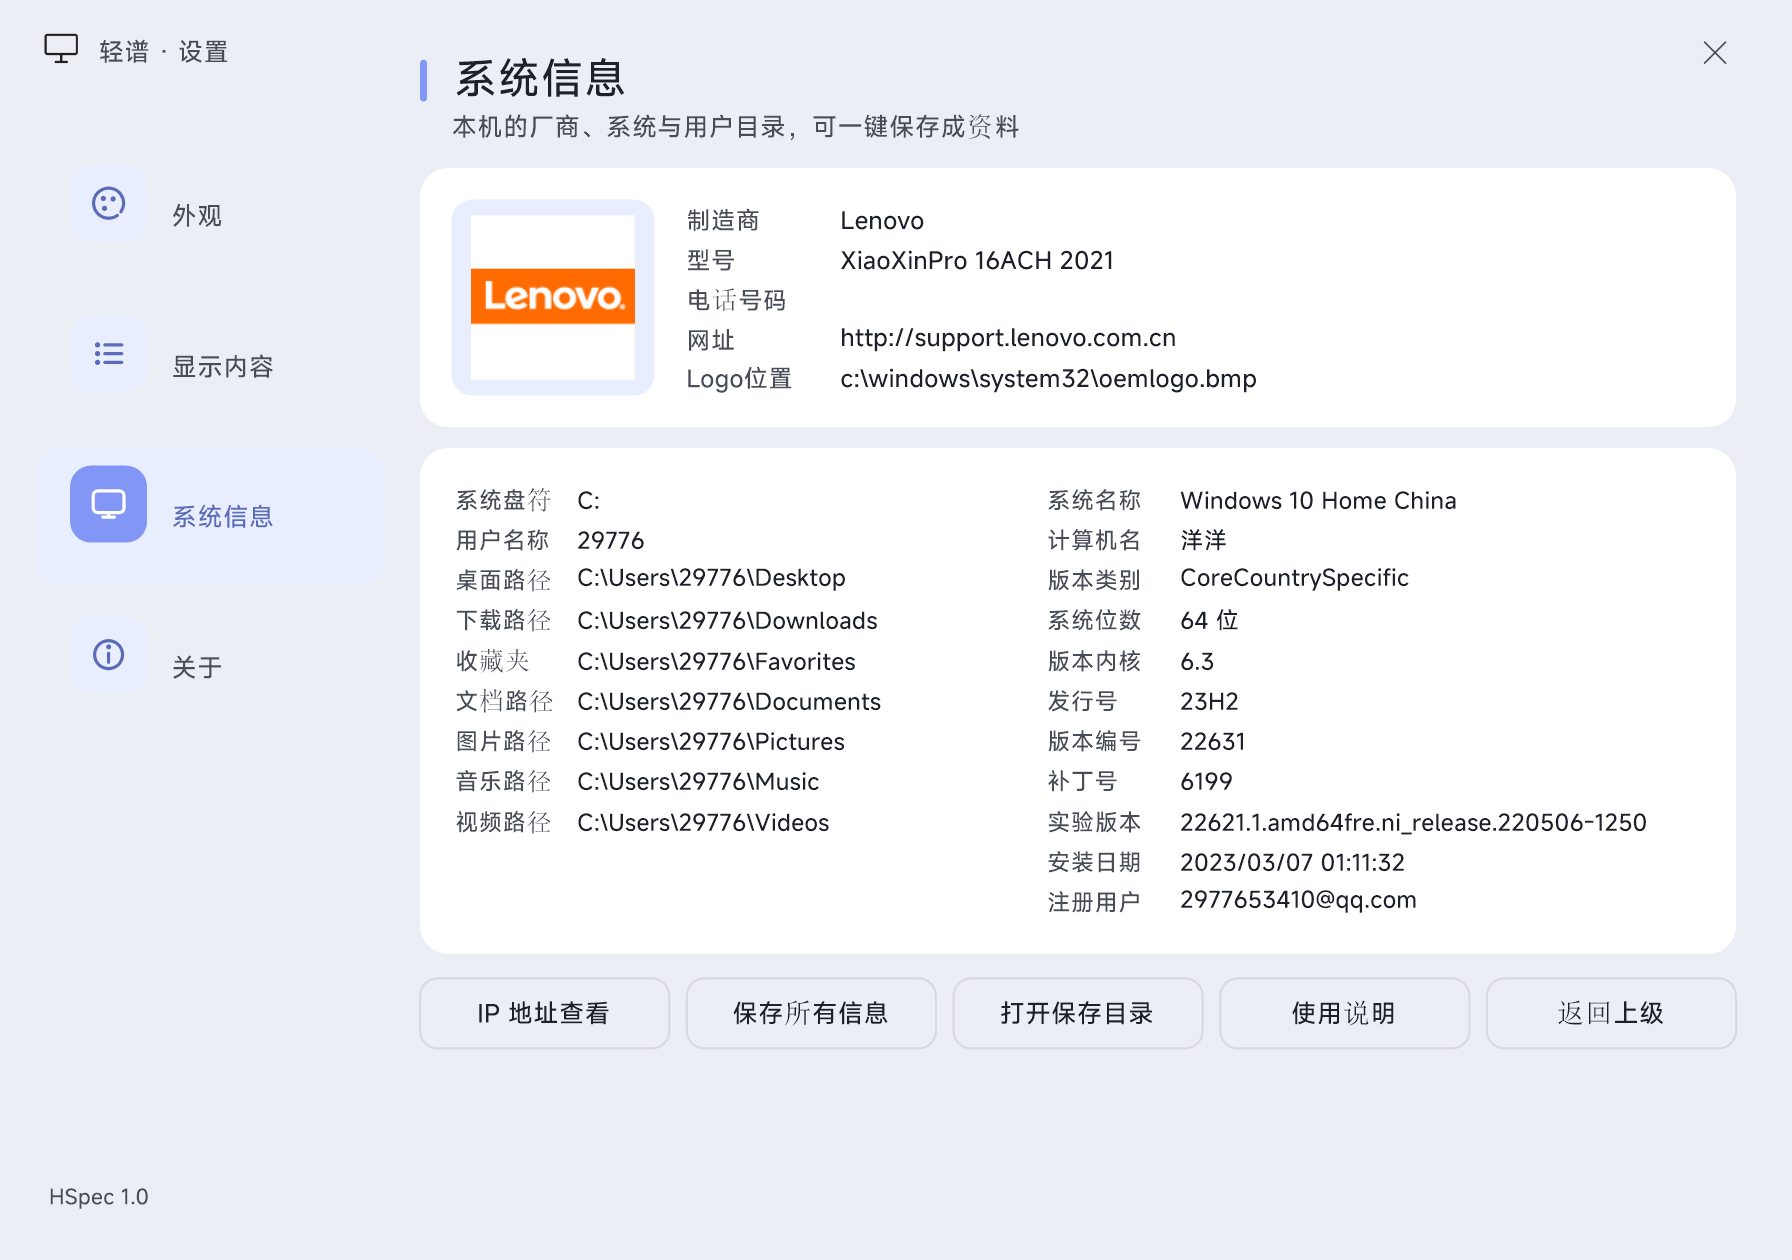 轻谱 · 设置
外观
显示内容
系统信息
关于
HSpec 1.0
系统信息
本机的厂商、系统与用户目录，可一键保存成资料
Lenovo
制造商 Lenovo
型号 XiaoXinPro 16ACH 2021
电话号码
网址 http://support.lenovo.com.cn
Logo位置 c:\windows\system32\oemlogo.bmp
系统盘符 C:
用户名称 29776
桌面路径 C:\Users\29776\Desktop
下载路径 C:\Users\29776\Downloads
收藏夹 C:\Users\29776\Favorites
文档路径 C:\Users\29776\Documents
图片路径 C:\Users\29776\Pictures
音乐路径 C:\Users\29776\Music
视频路径 C:\Users\29776\Videos
系统名称 Windows 10 Home China
计算机名 洋洋
版本类别 CoreCountrySpecific
系统位数 64 位
版本内核 6.3
发行号 23H2
版本编号 22631
补丁号 6199
实验版本 22621.1.amd64fre.ni_release.220506-1250
安装日期 2023/03/07 01:11:32
注册用户 2977653410@qq.com
IP 地址查看
保存所有信息
打开保存目录
使用说明
返回上级